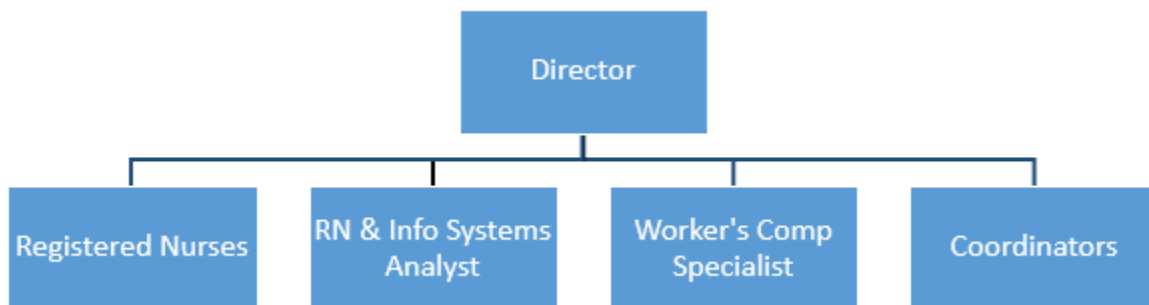 Director
Registered Nurses
RN & Info Systems
Analyst
Worker's Comp
Specialist
Coordinators